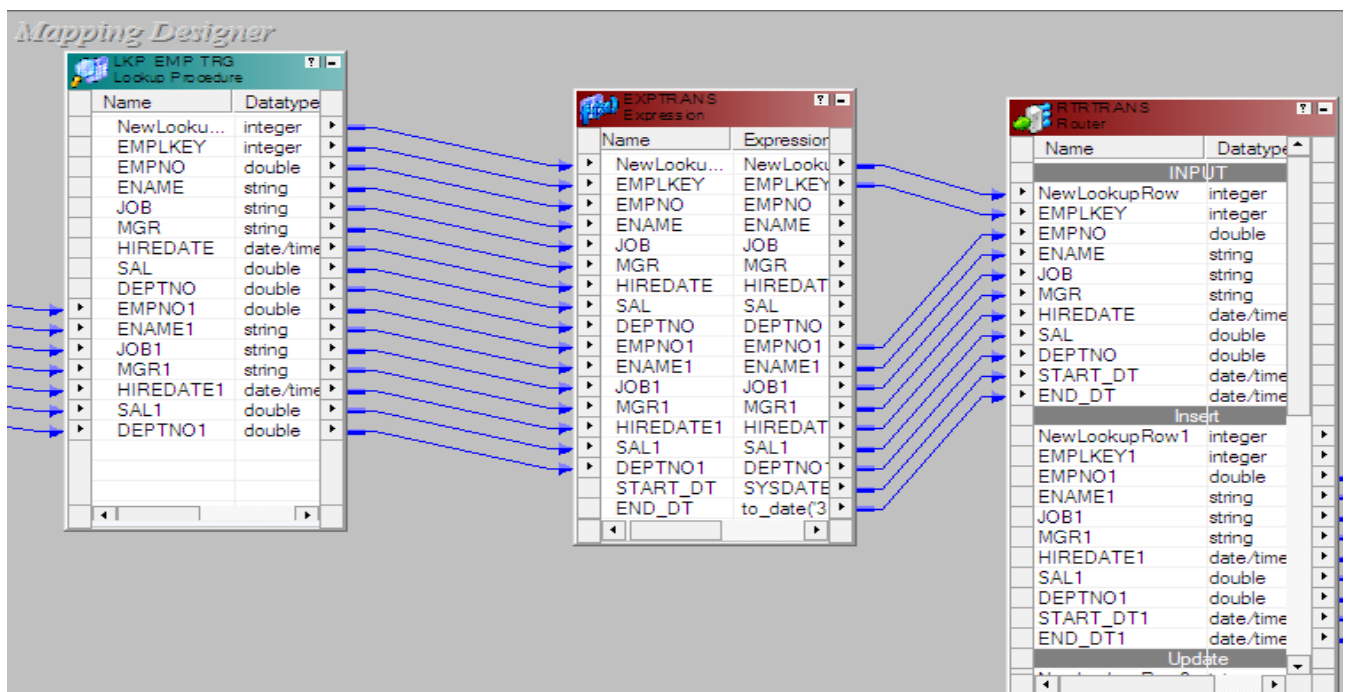 Mapping Designer
LKP EMP TRG
Lookup Procedure
Name Datatype
NewLooku... integer
EMPLKEY integer
EMPNO double
ENAME string
JOB string
MGR string
HIREDATE date/time
SAL double
DEPTNO double
EMPNO1 double
ENAME1 string
JOB1 string
MGR1 string
HIREDATE1 date/time
SAL1 double
DEPTNO1 double
EXPTRANS
Expression
Name Expression
NewLooku... NewLooku
EMPLKEY EMPLKEY
EMPNO EMPNO
ENAME ENAME
JOB JOB
MGR MGR
HIREDATE HIREDAT
SAL SAL
DEPTNO DEPTNO
EMPNO1 EMPNO1
ENAME1 ENAME1
JOB1 JOB1
MGR1 MGR1
HIREDATE1 HIREDAT
SAL1 SAL1
DEPTNO1 DEPTNO1
START_DT SYSDATE
END_DT to_date('3
RTRTRANS
Router
Name Datatype
INPUT
NewLookupRow integer
EMPLKEY integer
EMPNO double
ENAME string
JOB string
MGR string
HIREDATE date/time
SAL double
DEPTNO double
START_DT date/time
END_DT date/time
Insert
NewLookupRow1 integer
EMPLKEY1 integer
EMPNO1 double
ENAME1 string
JOB1 string
MGR1 string
HIREDATE1 date/time
SAL1 double
DEPTNO1 double
START_DT1 date/time
END_DT1 date/time
Update